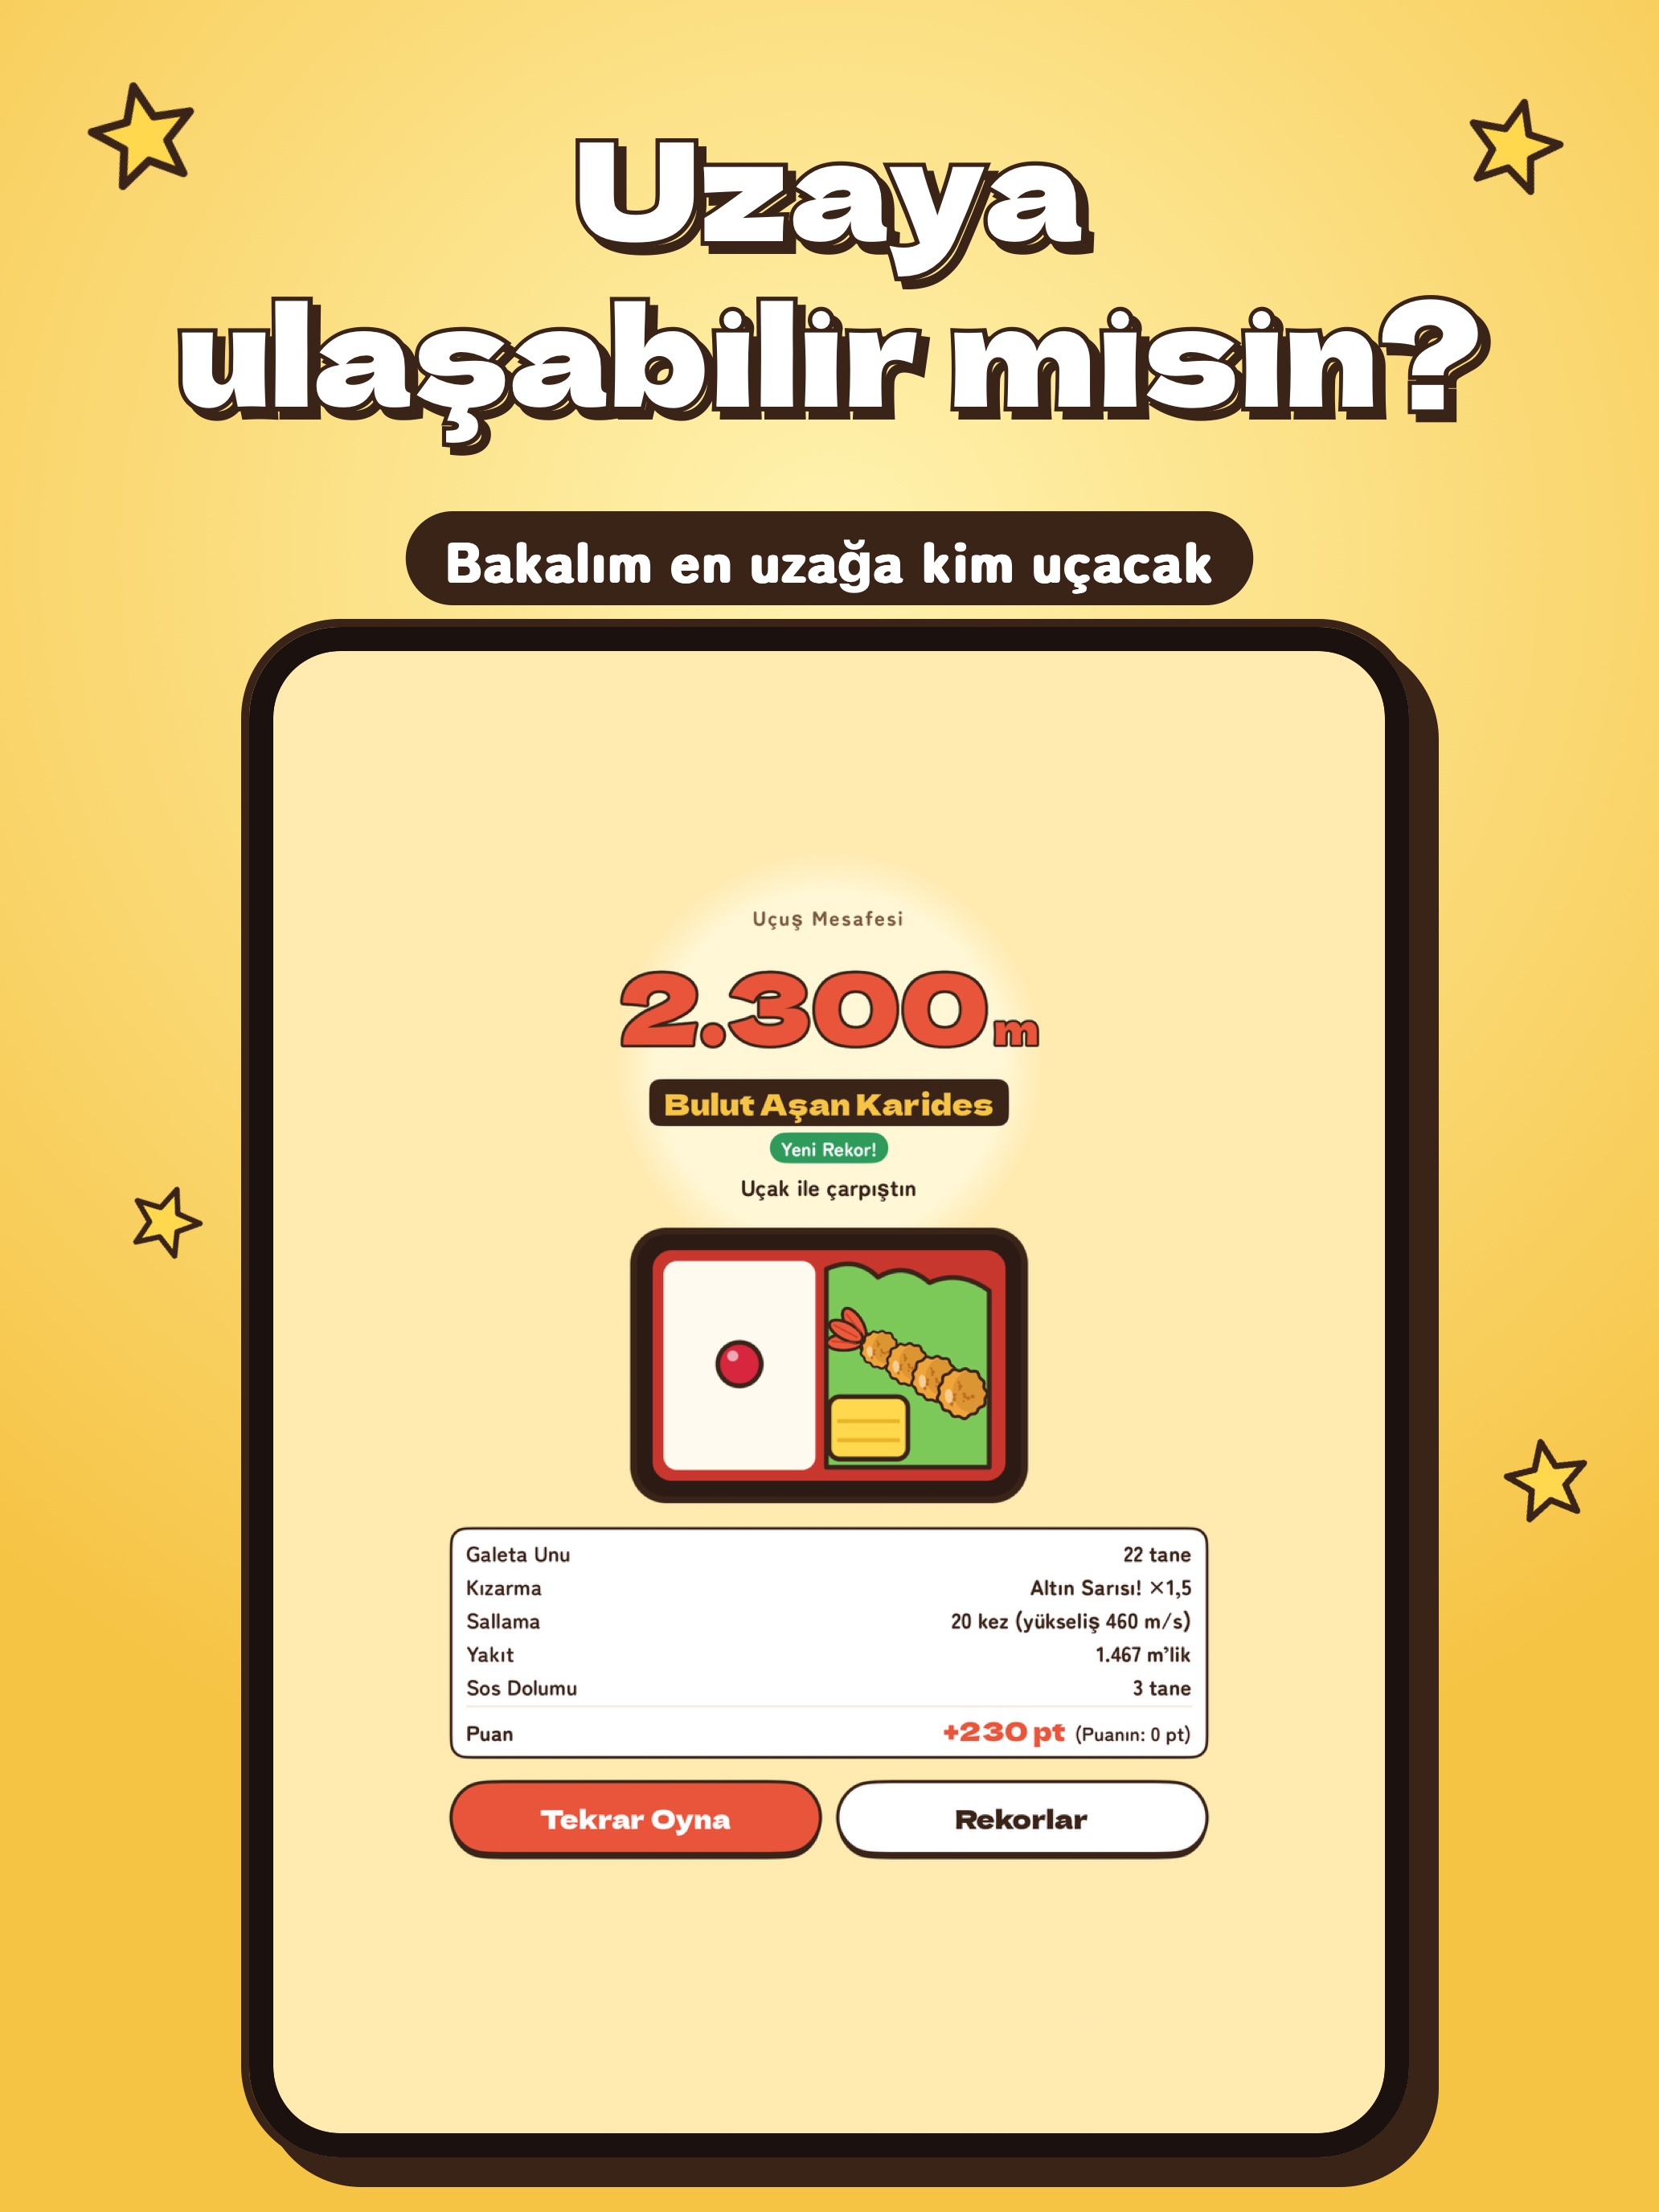 Uzaya
ulaşabilir misin?
Bakalım en uzağa kim uçacak
Uçuş Mesafesi
2.300 m
Bulut Aşan Karides
Yeni Rekor!
Uçak ile çarpıştın
Galeta Unu 22 tane
Kızarma Altın Sarısı! ×1,5
Sallama 20 kez (yükseliş 460 m/s)
Yakıt 1.467 m’lik
Sos Dolumu 3 tane
Puan +230 pt (Puanın: 0 pt)
Tekrar Oyna Rekorlar